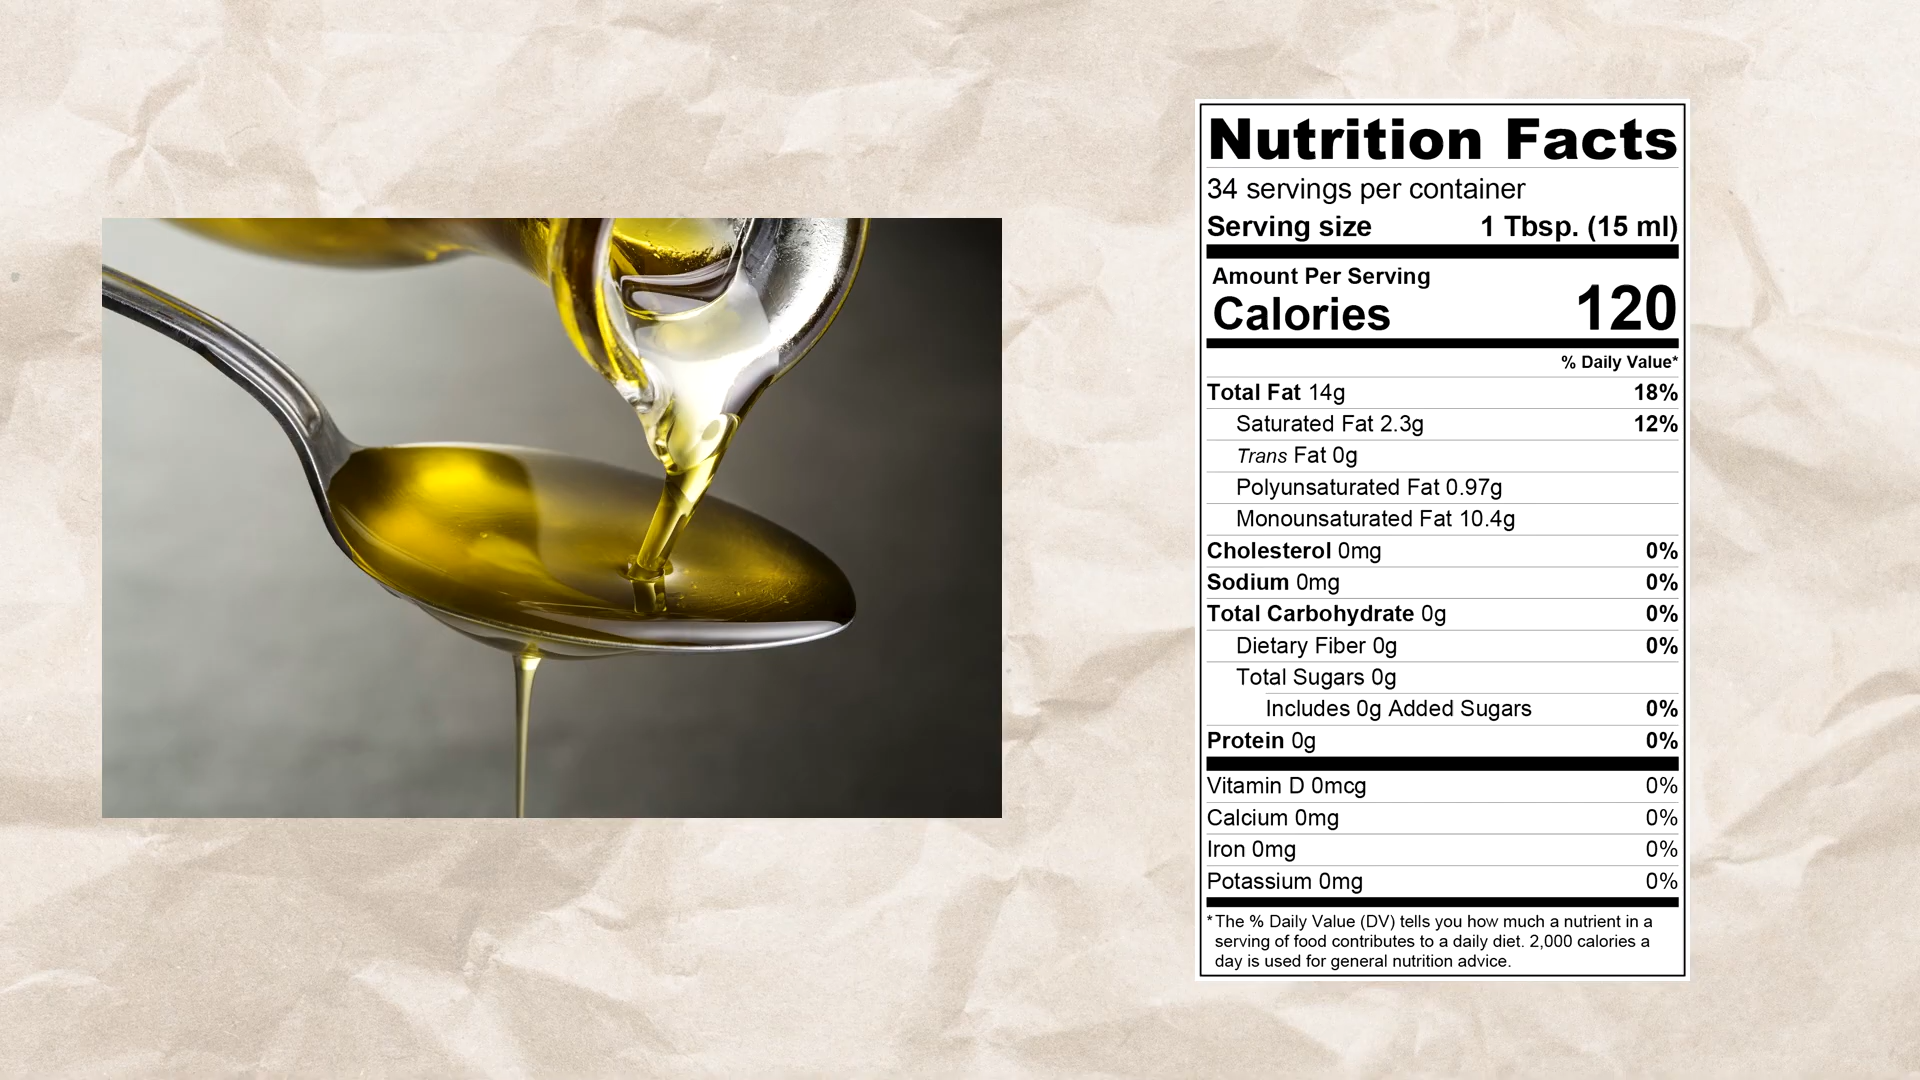 Nutrition Facts
34 servings per container
Serving size 1 Tbsp. (15 ml)
Amount Per Serving
Calories 120
% Daily Value*
Total Fat 14g 18%
Saturated Fat 2.3g 12%
Trans Fat 0g
Polyunsaturated Fat 0.97g
Monounsaturated Fat 10.4g
Cholesterol 0mg 0%
Sodium 0mg 0%
Total Carbohydrate 0g 0%
Dietary Fiber 0g 0%
Total Sugars 0g
Includes 0g Added Sugars 0%
Protein 0g 0%
Vitamin D 0mcg 0%
Calcium 0mg 0%
Iron 0mg 0%
Potassium 0mg 0%
*The % Daily Value (DV) tells you how much a nutrient in a
serving of food contributes to a daily diet. 2,000 calories a
day is used for general nutrition advice.